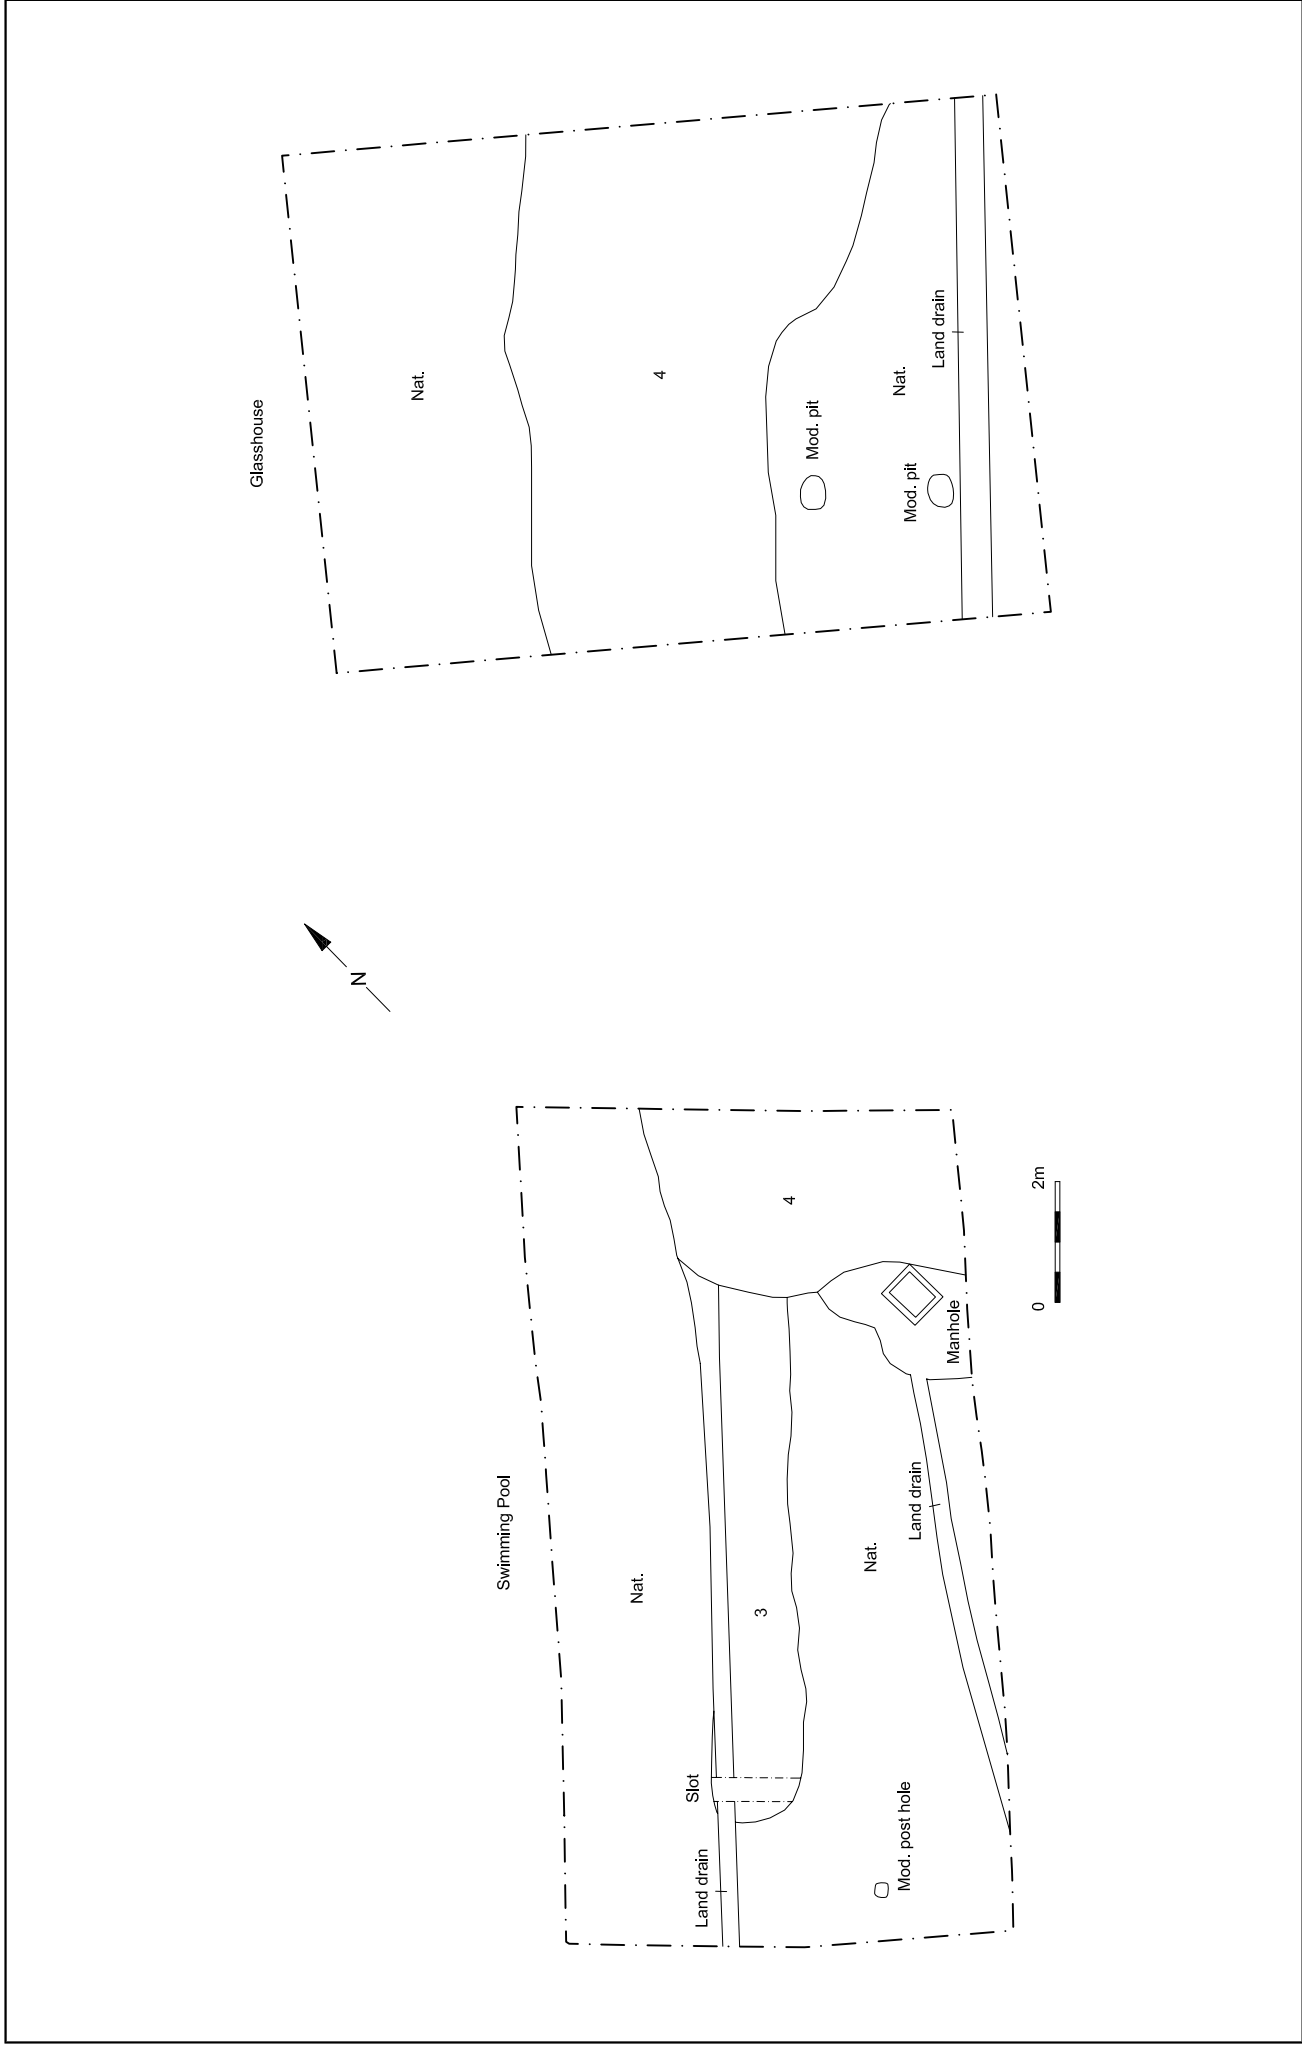 Glasshouse
Nat.
4
Mod. pit
Nat.
Land drain
Mod. pit
N
Swimming Pool
Nat.
4
3
Nat.
Manhole
Land drain
Slot
Land drain
Mod. post hole
0
2m